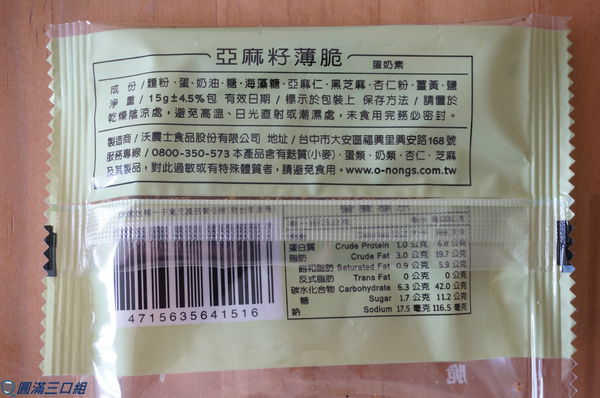 亞麻籽薄脆 蛋奶素
成份/麵粉·蛋·奶油·糖·海藻糖·亞麻仁·黑芝麻·杏仁粉·薑黃·鹽
淨重/15g±4.5%包 有效日期/標示於包裝上 保存方法/請置於
乾燥陰涼處,避免高溫、日光直射或潮濕處,未食用完務必密封。
製造商/沃農士食品股份有限公司 地址/台中市大安區福興里興安路168號
服務專線/0800-350-573 本產品含有麩質(小麥)·蛋類·奶類·杏仁·芝麻
及其製品,對此過敏或有特殊體質者,請避免食用。www.o-nongs.com.tw
蛋白質 Crude Protein 1.0 公克 6.8 公克
脂肪 Crude Fat 3.0 公克 19.7 公克
飽和脂肪 Saturated Fat 0.9 公克 5.9 公克
反式脂肪 Trans Fat 0 公克 0 公克
碳水化合物 Carbohydrate 6.3 公克 42.0 公克
糖 Sugar 1.7 公克 11.2 公克
鈉 Sodium 17.5 毫克 116.5 毫克
4715635641516
脆
圓滿三口組